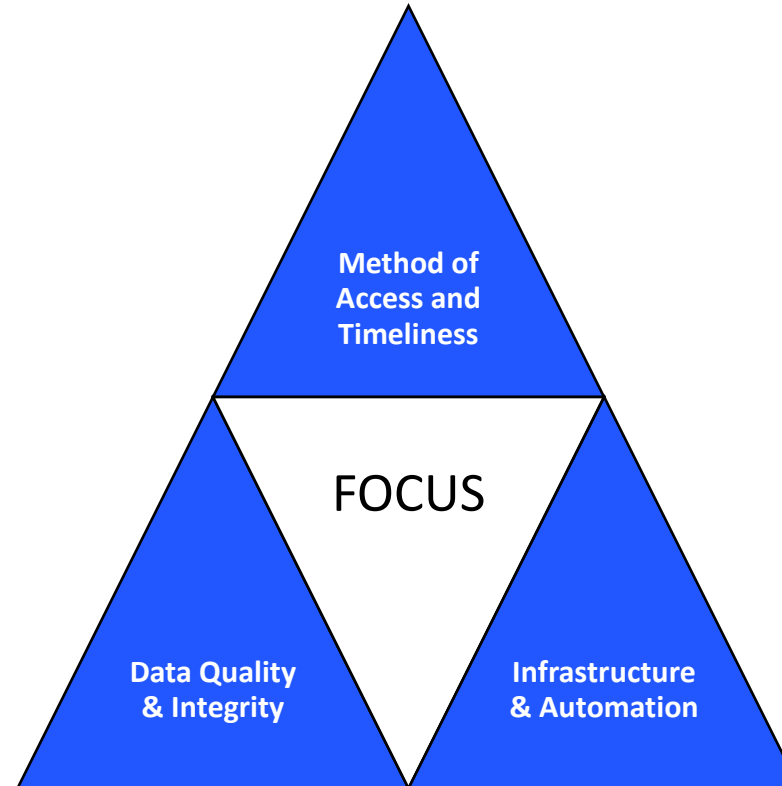 Method of
Access and
Timeliness
FOCUS
Data Quality
& Integrity
Infrastructure
& Automation